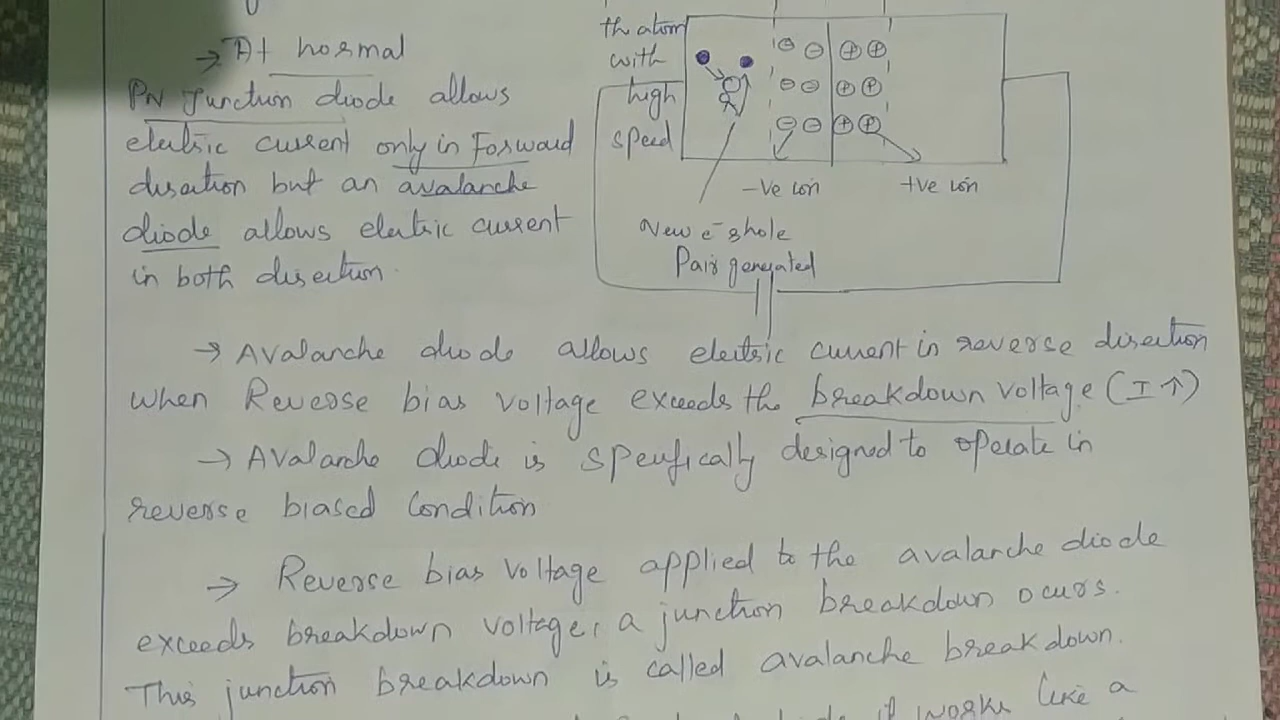 → At normal
PN Junction diode allows
electric current only in Forward
direction but an avalanche
diode allows electric current
in both direction.
the atom
with
high
speed
-ve ion
+ve ion
New e- & hole
Pair generated
→ Avalanche diode allows electric current in reverse direction
when Reverse bias voltage exceeds the breakdown voltage (I↑)
→ Avalanche diode is specifically designed to operate in
reverse biased condition
→ Reverse bias voltage applied to the avalanche diode
exceeds breakdown voltage, a junction breakdown ocurs.
This junction breakdown is called avalanche breakdown.
it works like a